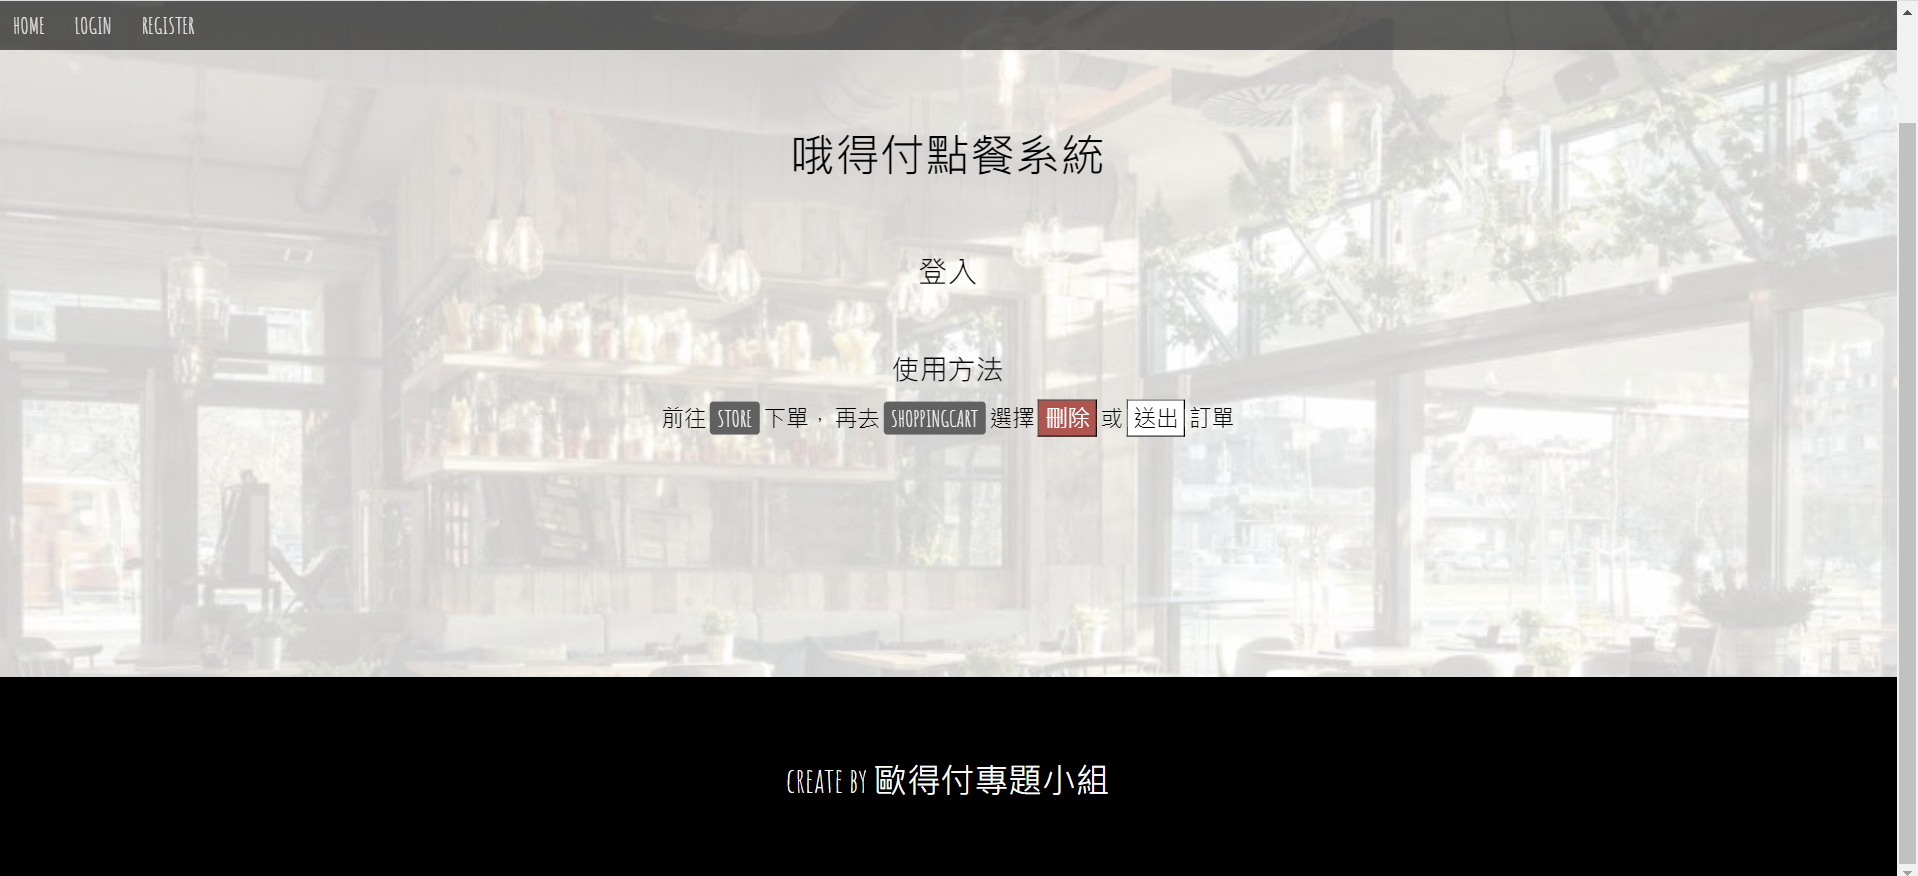 HOME LOGIN REGISTER
哦得付點餐系統
登入
使用方法
前往 STORE 下單，再去 SHOPPINGCART 選擇 刪除 或 送出 訂單
CREATE BY 歐得付專題小組